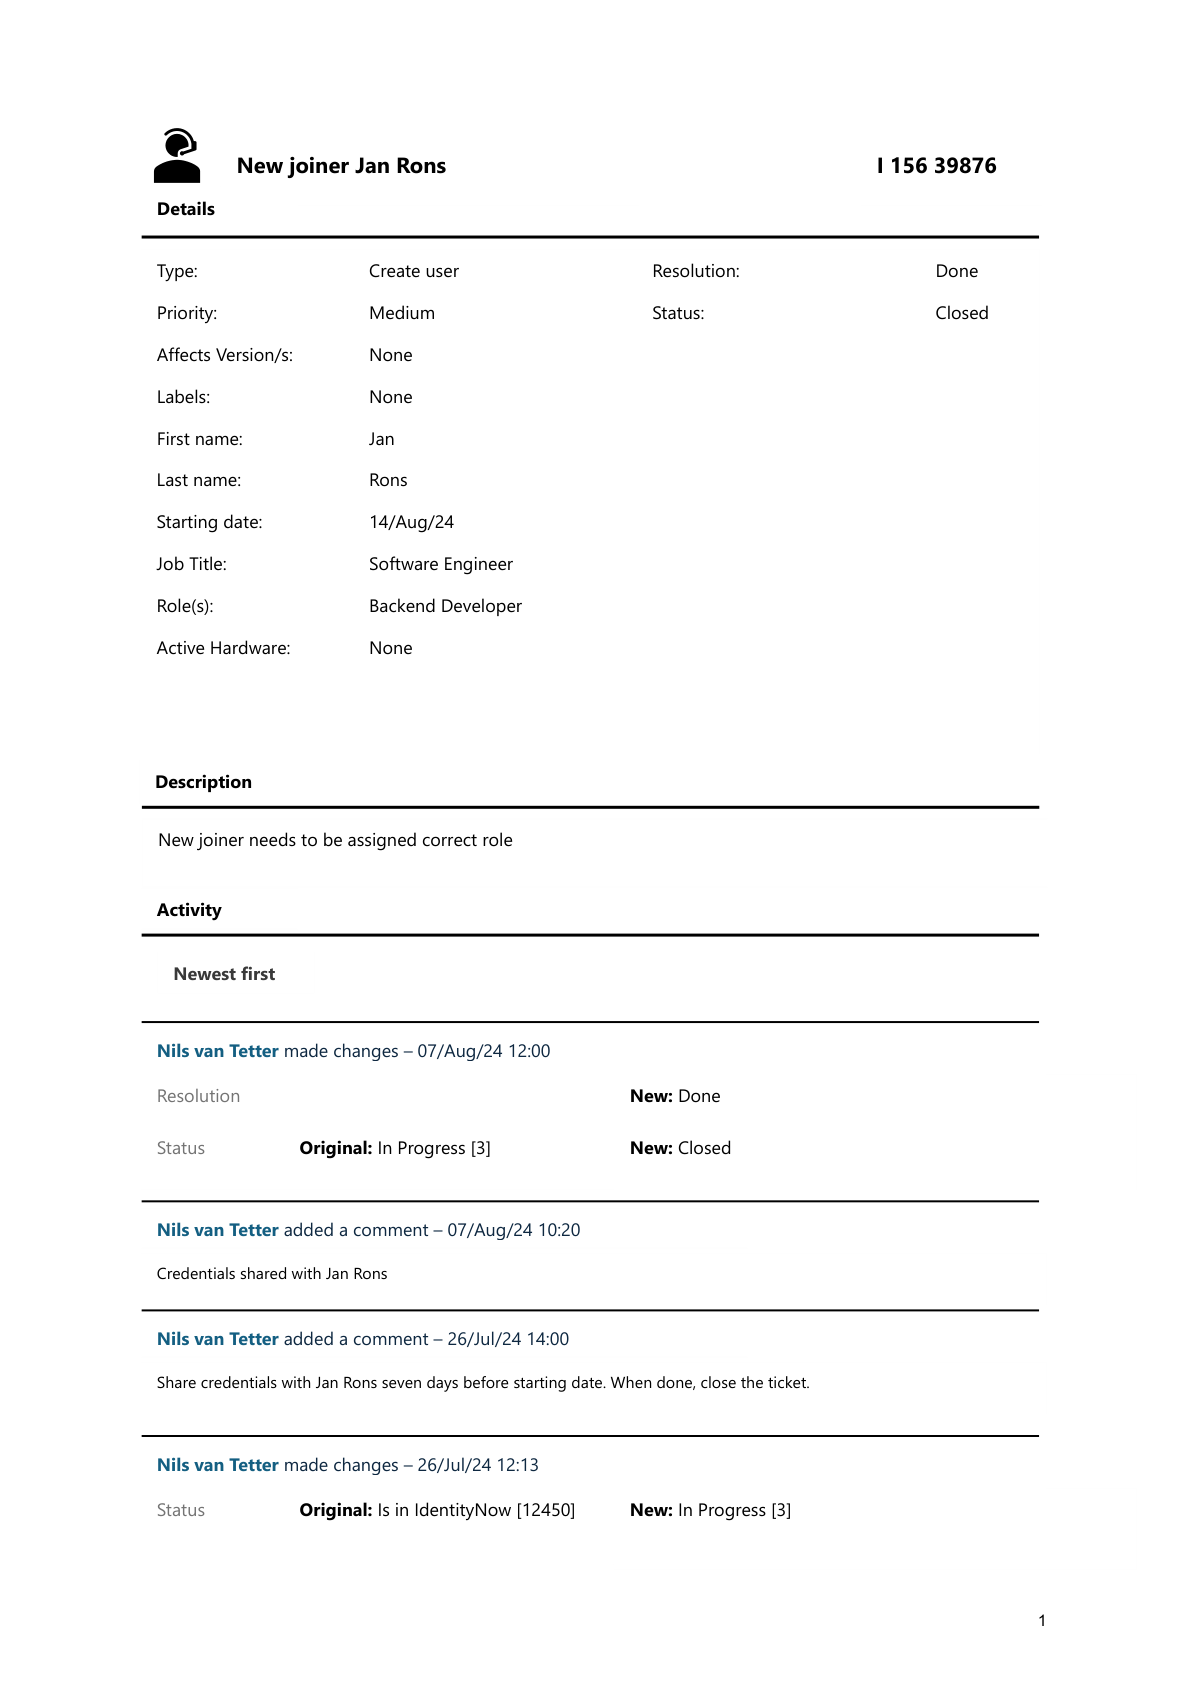 New joiner Jan Rons I 156 39876
Details
Type: Create user Resolution: Done
Priority: Medium Status: Closed
Affects Version/s: None
Labels: None
First name: Jan
Last name: Rons
Starting date: 14/Aug/24
Job Title: Software Engineer
Role(s): Backend Developer
Active Hardware: None
Description
New joiner needs to be assigned correct role
Activity
Newest first
Nils van Tetter made changes – 07/Aug/24 12:00
Resolution New: Done
Status Original: In Progress [3] New: Closed
Nils van Tetter added a comment – 07/Aug/24 10:20
Credentials shared with Jan Rons
Nils van Tetter added a comment – 26/Jul/24 14:00
Share credentials with Jan Rons seven days before starting date. When done, close the ticket.
Nils van Tetter made changes – 26/Jul/24 12:13
Status Original: Is in IdentityNow [12450] New: In Progress [3]
1